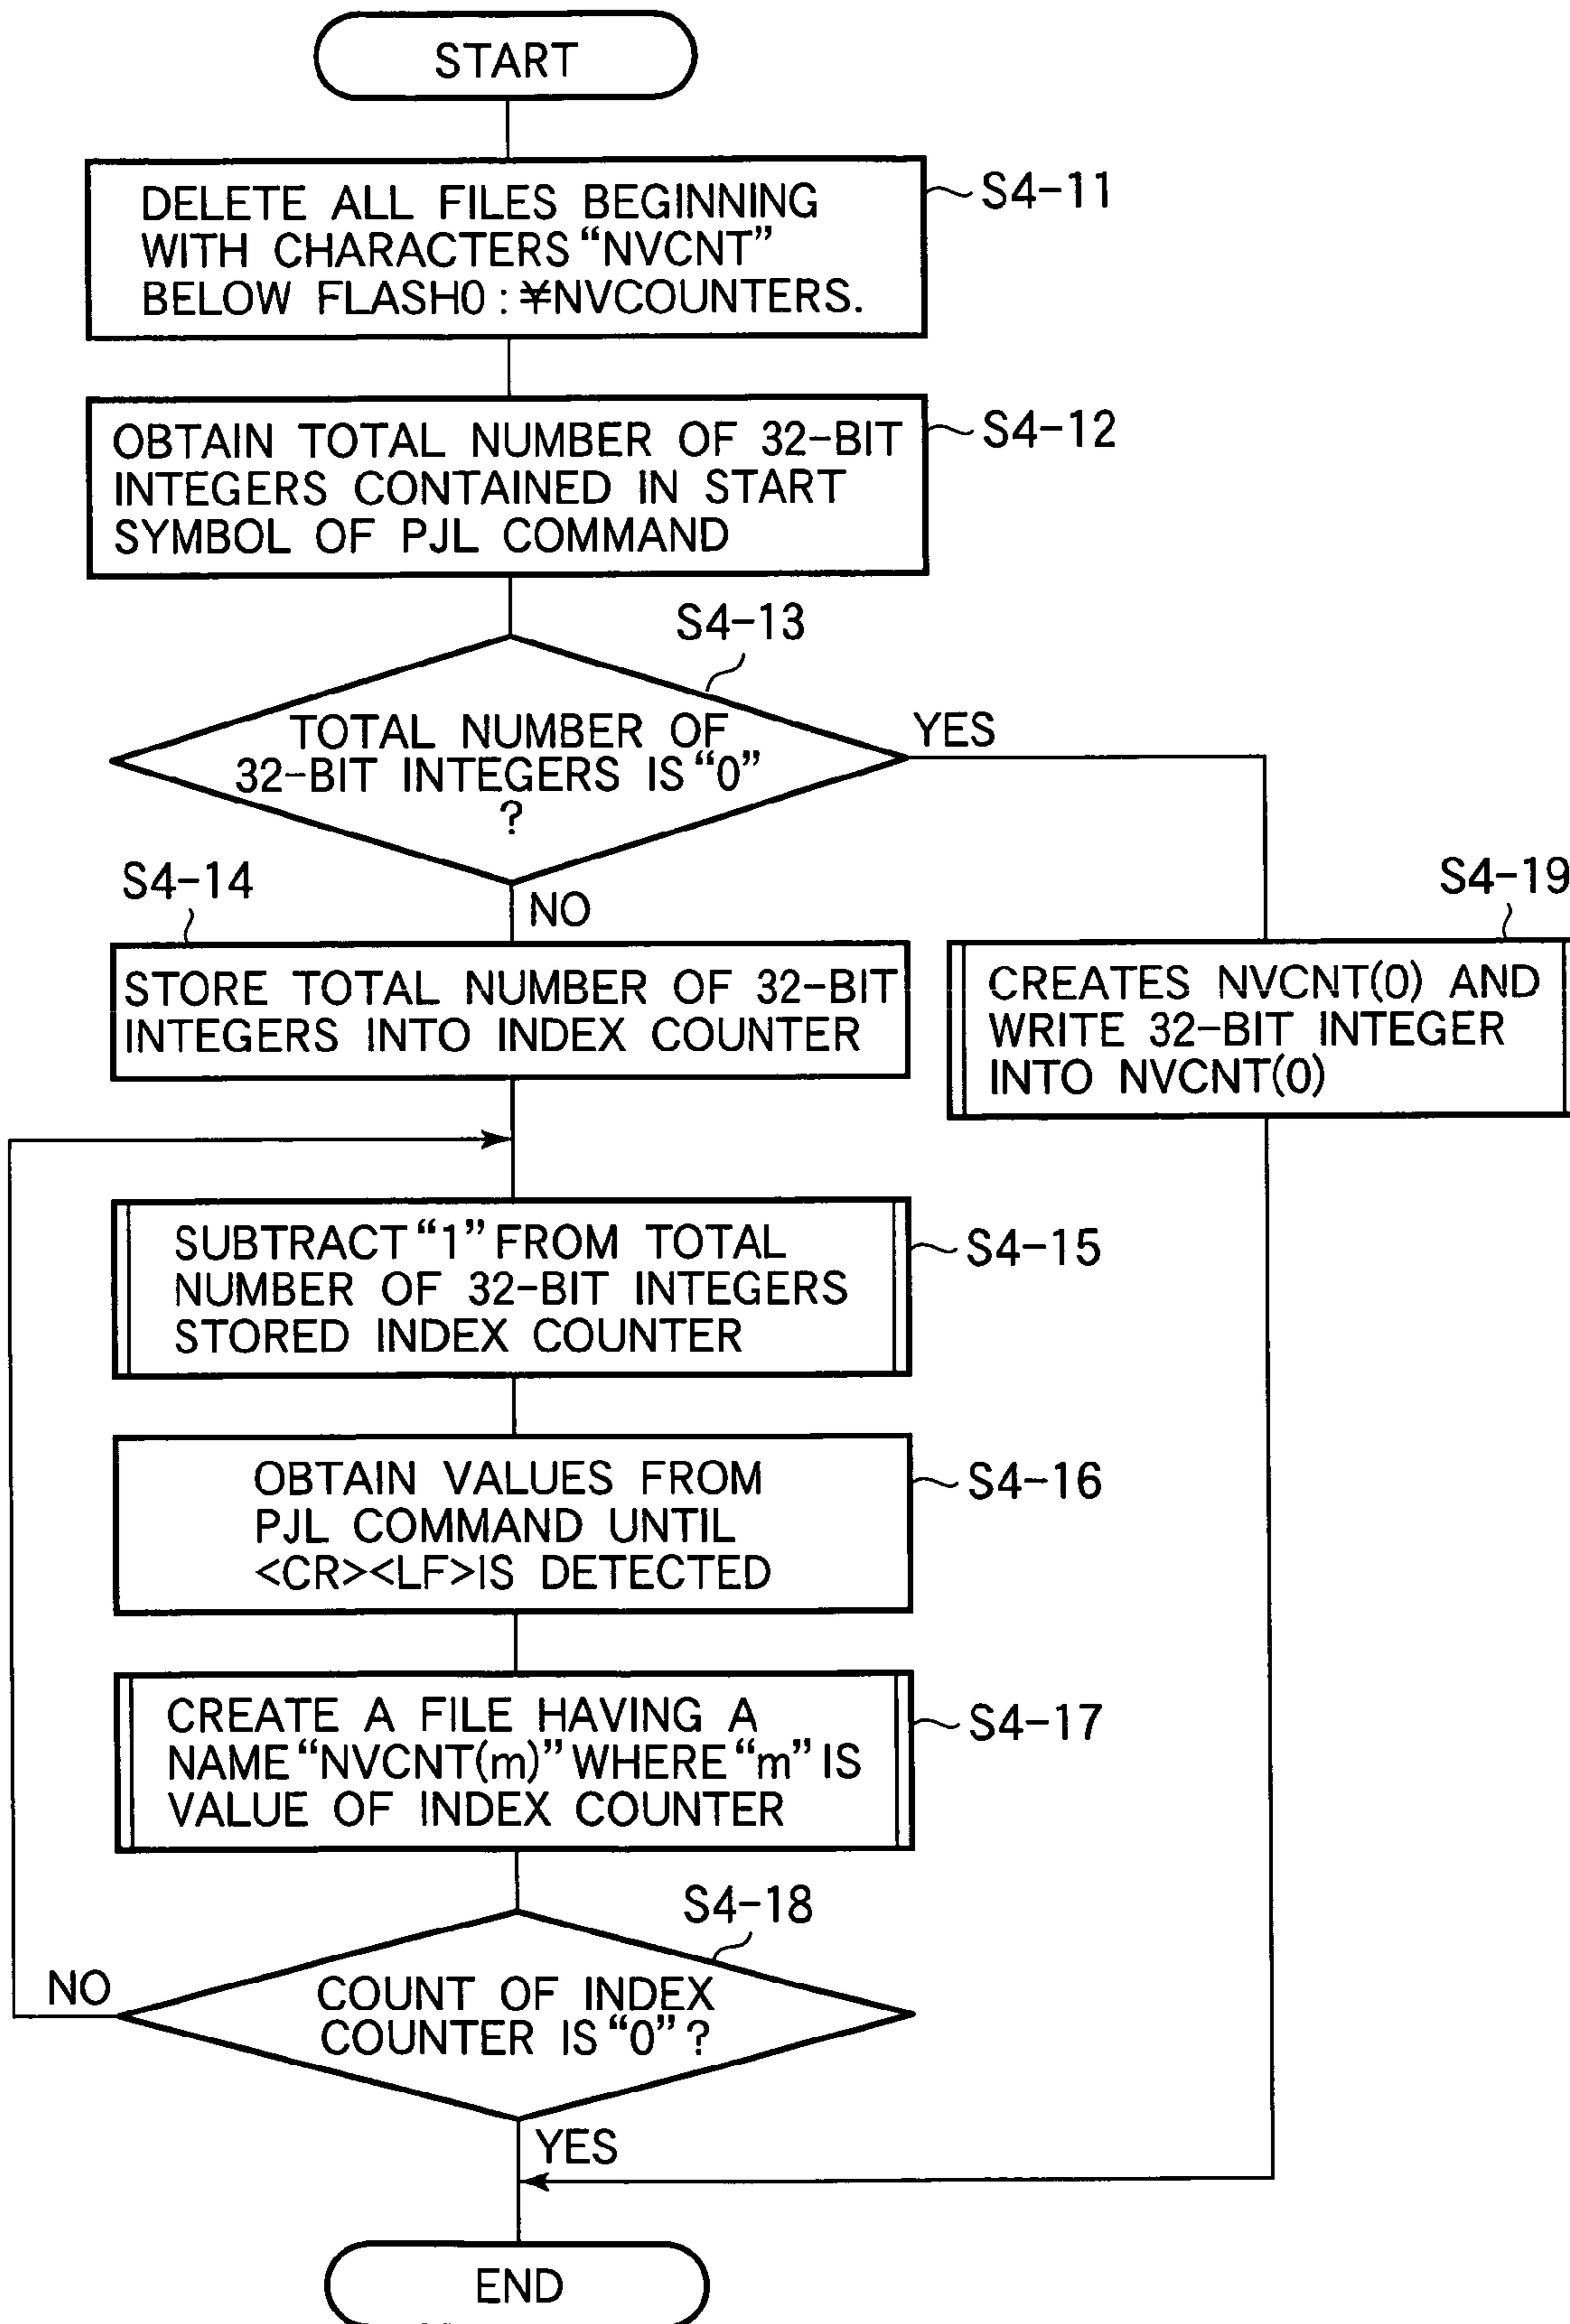 START
DELETE ALL FILES BEGINNING
WITH CHARACTERS “NVCNT”
BELOW FLASH0 : ¥NVCOUNTERS.
S4-11
OBTAIN TOTAL NUMBER OF 32-BIT
INTEGERS CONTAINED IN START
SYMBOL OF PJL COMMAND
S4-12
S4-13
TOTAL NUMBER OF
32-BIT INTEGERS IS “0”
?
YES
NO
S4-14
STORE TOTAL NUMBER OF 32-BIT
INTEGERS INTO INDEX COUNTER
S4-19
CREATES NVCNT(0) AND
WRITE 32-BIT INTEGER
INTO NVCNT(0)
SUBTRACT “1” FROM TOTAL
NUMBER OF 32-BIT INTEGERS
STORED INDEX COUNTER
S4-15
OBTAIN VALUES FROM
PJL COMMAND UNTIL
<CR><LF>IS DETECTED
S4-16
CREATE A FILE HAVING A
NAME “NVCNT(m)” WHERE “m” IS
VALUE OF INDEX COUNTER
S4-17
S4-18
COUNT OF INDEX
COUNTER IS “0” ?
NO
YES
END